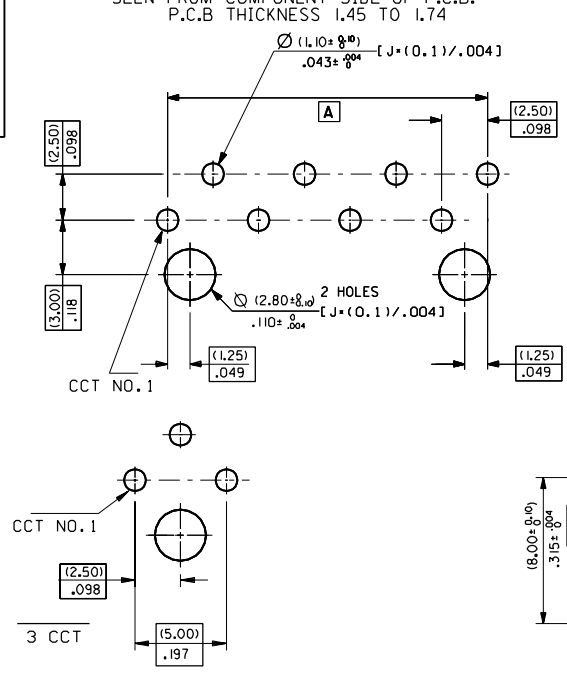 SEEN FROM COMPONENT SIDE OF P.C.B.
P.C.B THICKNESS 1.45 TO 1.74
Ø (1.10± 0.10 0)
.043± .004 0
[J*(0.1)/.004]
A
(2.50)
.098
(2.50)
.098
(3.00)
.118
Ø (2.80± 0 0.10) 2 HOLES
.110± 0 .004
[J*(0.1)/.004]
(1.25)
.049
(1.25)
.049
CCT NO.1
CCT NO.1
(2.50)
.098
3 CCT
(5.00)
.197
(8.00± 0.10 0)
.315± .004 0